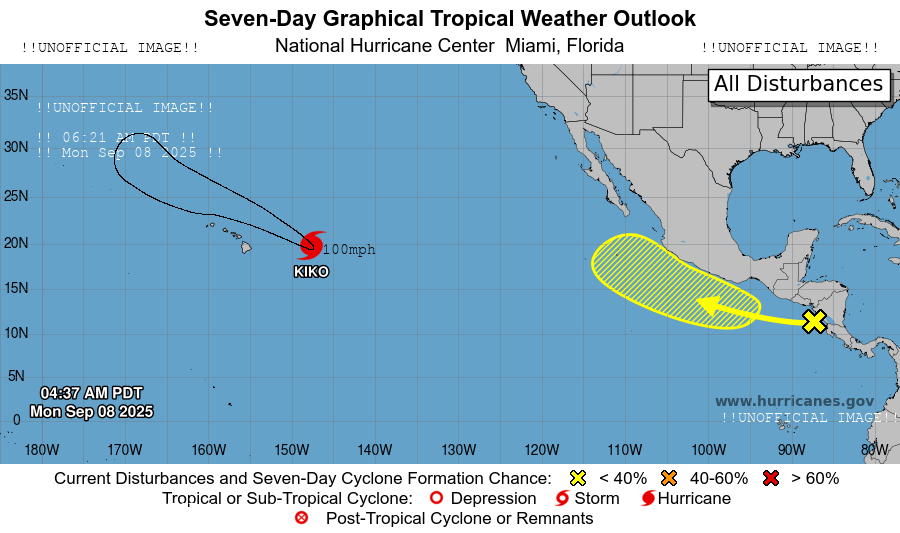 Seven-Day Graphical Tropical Weather Outlook
!!UNOFFICIAL IMAGE!!
National Hurricane Center Miami, Florida
!!UNOFFICIAL IMAGE!!
All Disturbances
35N
!!UNOFFICIAL IMAGE!!
!! 06:21 AM PDT !!
30N
!! Mon Sep 08 2025 !!
25N
20N
100mph
KIKO
15N
10N
5N
04:37 AM PDT
Mon Sep 08 2025
www.hurricanes.gov
!!UNOFFICIAL IMAGE!!
0
180W 170W 160W 150W 140W 130W 120W 110W 100W 90W 80W
Current Disturbances and Seven-Day Cyclone Formation Chance: < 40% 40-60% > 60%
Tropical or Sub-Tropical Cyclone: Depression Storm Hurricane
Post-Tropical Cyclone or Remnants